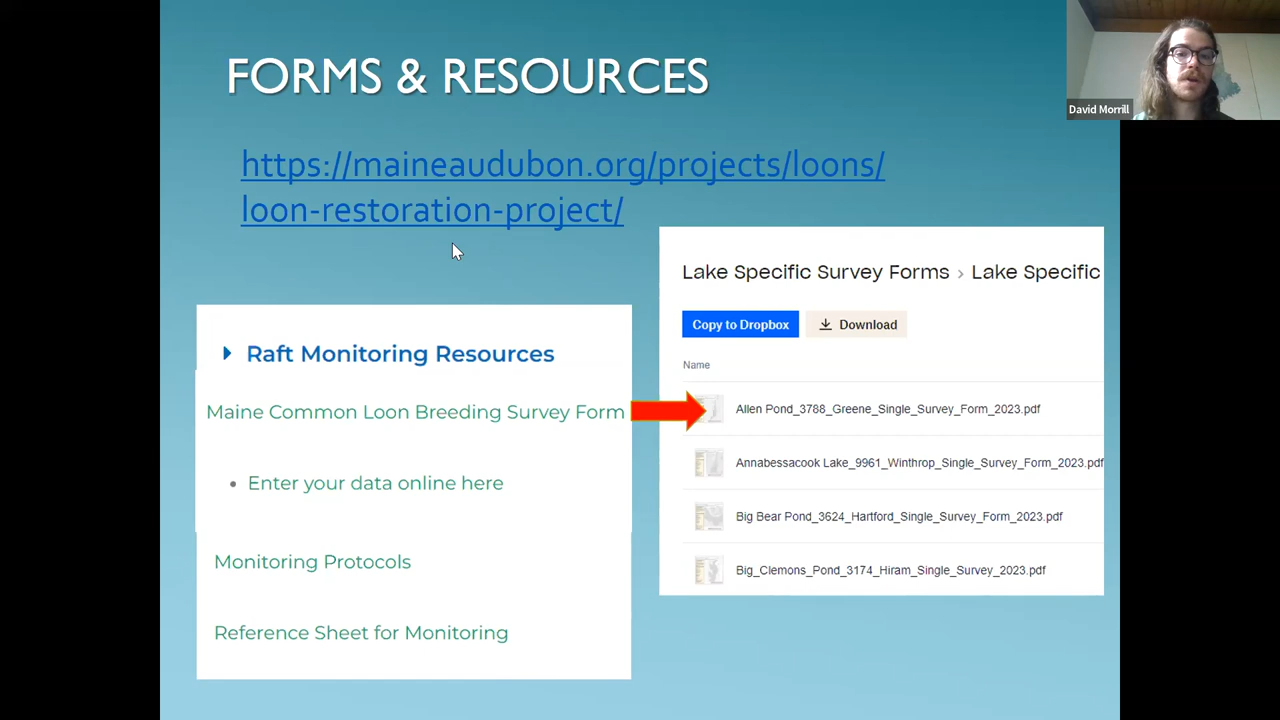 FORMS & RESOURCES
David Morrill
https://maineaudubon.org/projects/loons/
loon-restoration-project/
Raft Monitoring Resources
Maine Common Loon Breeding Survey Form
Enter your data online here
Monitoring Protocols
Reference Sheet for Monitoring
Lake Specific Survey Forms › Lake Specific
Copy to Dropbox
Download
Name
Allen Pond_3788_Greene_Single_Survey_Form_2023.pdf
Annabessacook Lake_9961_Winthrop_Single_Survey_Form_2023.pdf
Big Bear Pond_3624_Hartford_Single_Survey_Form_2023.pdf
Big_Clemons_Pond_3174_Hiram_Single_Survey_2023.pdf